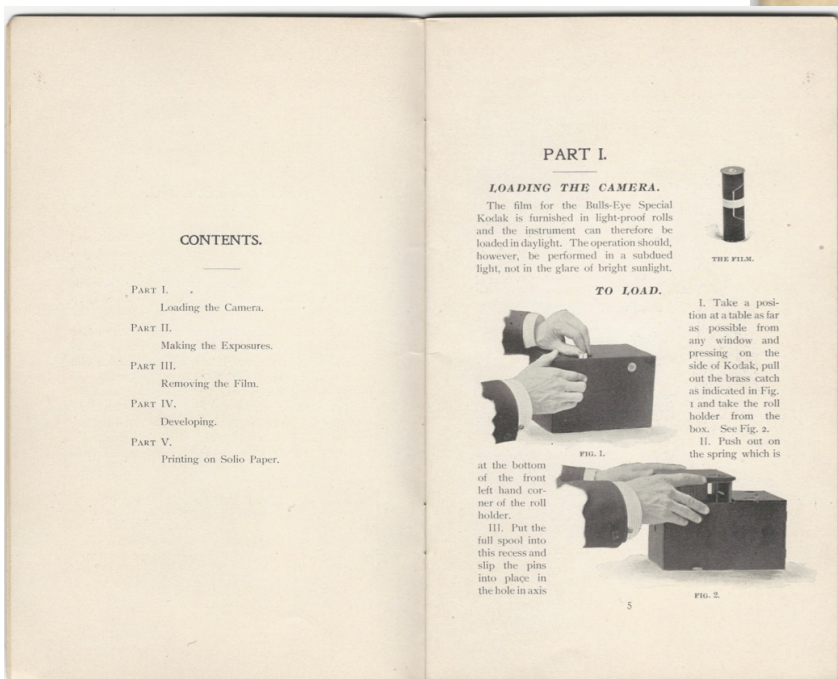 CONTENTS.
PART I.
Loading the Camera.
PART II.
Making the Exposures.
PART III.
Removing the Film.
PART IV.
Developing.
PART V.
Printing on Solio Paper.
PART I.
LOADING THE CAMERA.
The film for the Bulls-Eye Special
Kodak is furnished in light-proof rolls
and the instrument can therefore be
loaded in daylight. The operation should,
however, be performed in a subdued
light, not in the glare of bright sunlight.
THE FILM.
TO LOAD.
I. Take a posi-
tion at a table as far
as possible from
any window and
pressing on the
side of Kodak, pull
out the brass catch
as indicated in Fig.
1 and take the roll
holder from the
box. See Fig. 2.
II. Push out on
the spring which is
FIG. 1.
at the bottom
of the front
left hand cor-
ner of the roll
holder.
III. Put the
full spool into
this recess and
slip the pins
into place in
the hole in axis
FIG. 2.
5